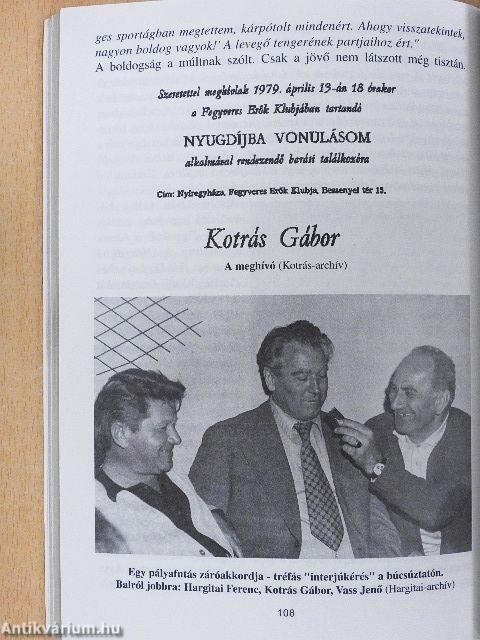 ges sportágban megtettem, kárpótolt mindenért. Ahogy visszatekintek,
nagyon boldog vagyok!' A levegő tengerének partjaihoz ért."
A boldogság a múltnak szólt. Csak a jövő nem látszott még tisztán.
Szeretettel meghívlak 1979. április 13-án 18 órakor
a Fegyveres Erők Klubjában tartandó
NYUGDÍJBA VONULÁSOM
alkalmásal rendezendő baráti találkozóra
Cím: Nyíregyháza, Fegyveres Erők Klubja, Bessenyei tér 15.
Kotrás Gábor
A meghívó (Kotrás-archív)
Egy pályafutás záróakkordja - tréfás "interjúkérés" a búcsúztatón.
Balról jobbra: Hargitai Ferenc, Kotrás Gábor, Vass Jenő (Hargitai-archív)
108
Antikvárium.hu